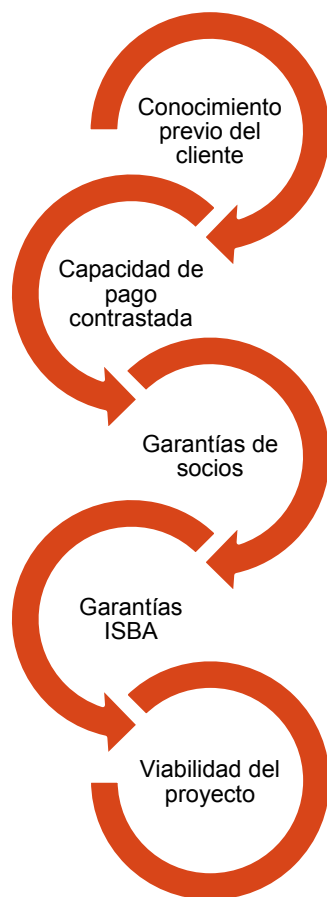 Conocimiento
previo del
cliente
Capacidad de
pago
contrastada
Garantías de
socios
Garantías
ISBA
Viabilidad del
proyecto